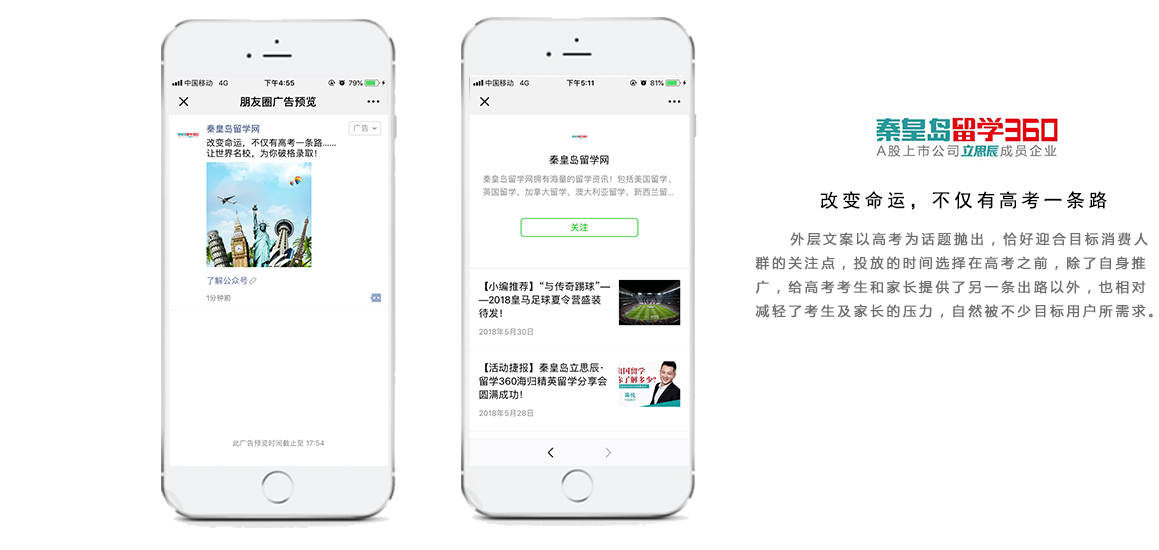 中国移动 4G 下午4:55 79%
朋友圈广告预览
秦皇岛留学网
广告
改变命运，不仅有高考一条路......
让世界名校，为你破格录取！
了解公众号
1分钟前
此广告预览时间截止至 17:54
中国移动 4G 下午5:11 81%
秦皇岛留学网
秦皇岛留学网拥有海量的留学资讯！包括美国留学、
英国留学，加拿大留学，澳大利亚留学，新西兰留...
关注
【小编推荐】“与传奇踢球”—
—2018皇马足球夏令营盛装
待发！
2018年5月30日
【活动捷报】秦皇岛立思辰·
留学360海归精英留学分享会
圆满成功！
2018年5月28日
出国留学
你了解多少?
陈悦
秦皇岛留学360
A股上市公司立思辰成员企业
改变命运，不仅有高考一条路
外层文案以高考为话题抛出，恰好迎合目标消费人
群的关注点，投放的时间选择在高考之前，除了自身推
广，给高考考生和家长提供了另一条出路以外，也相对
减轻了考生及家长的压力，自然被不少目标用户所需求。